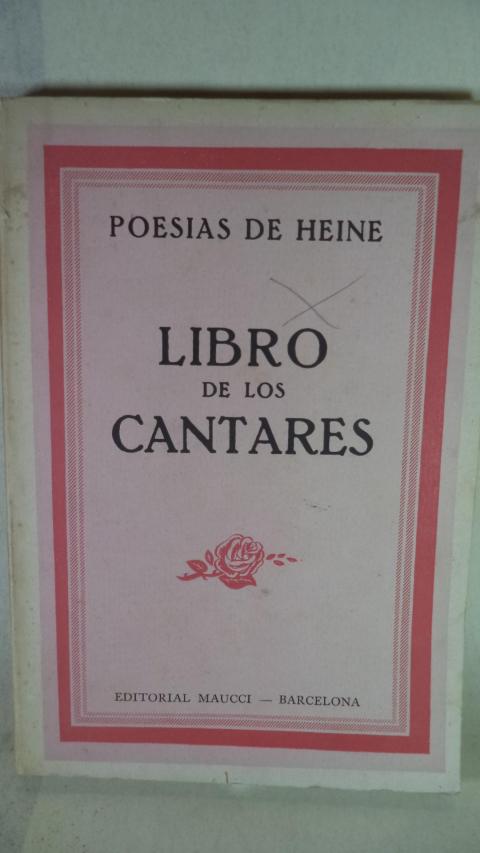 POESIAS DE HEINE
LIBRO
DE LOS
CANTARES
EDITORIAL MAUCCI — BARCELONA